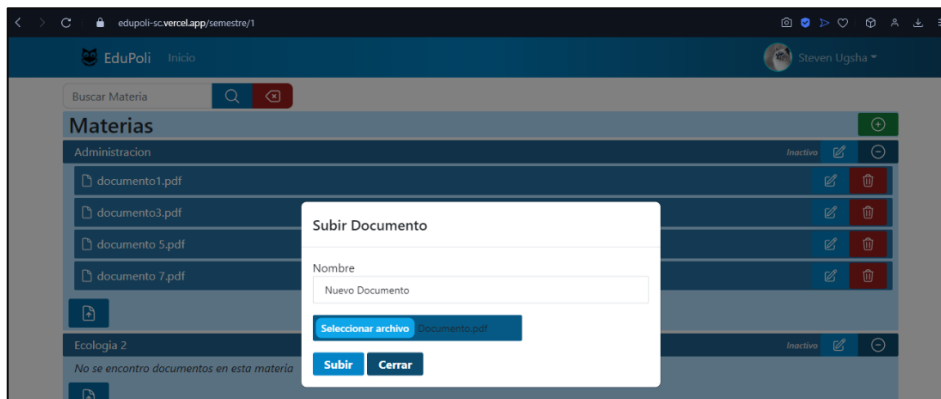 edupoli-sc.vercel.app/semestre/1
EduPoli Inicio Steven Ugsha
Buscar Materia
Materias
Administracion Inactivo
documento1.pdf
documento3.pdf
documento 5.pdf
documento 7.pdf
Subir Documento
Nombre
Nuevo Documento
Seleccionar archivo Documento.pdf
Subir Cerrar
Ecologia 2 Inactivo
No se encontro documentos en esta materia